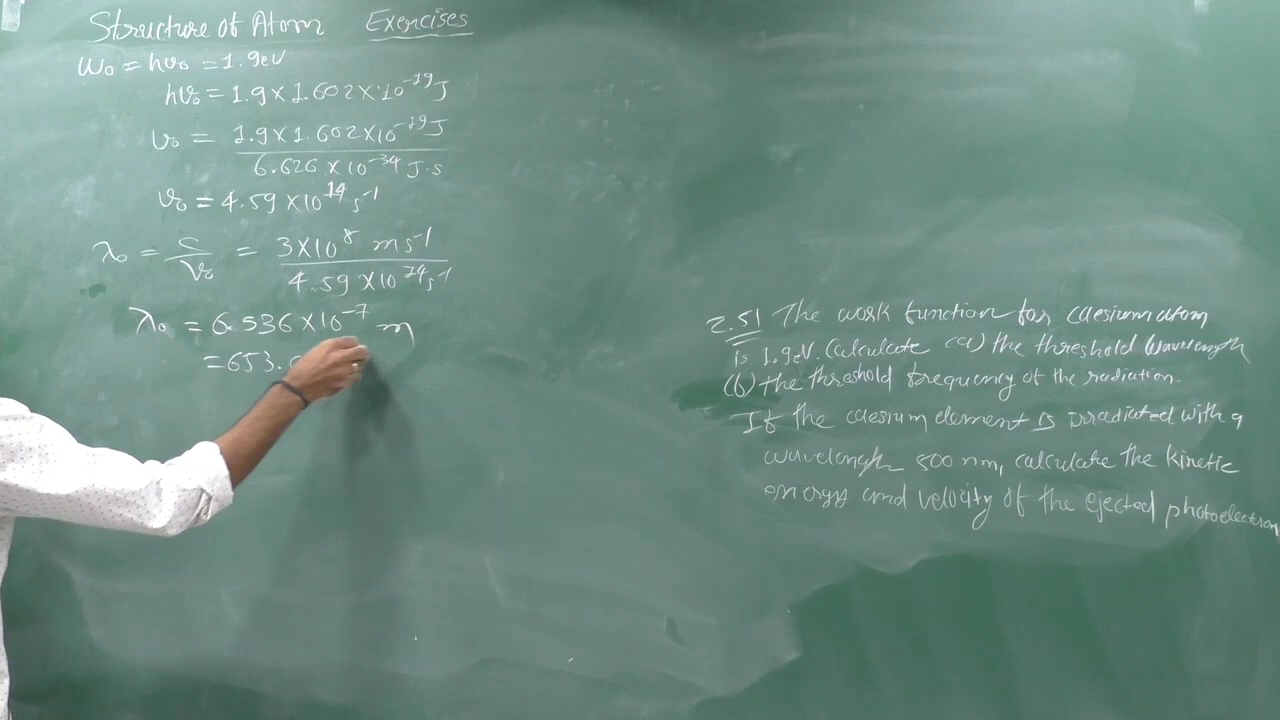 Structure of Atom Exercises
W₀ = hν₀ = 1.9eV
hν₀ = 1.9 × 1.602 × 10⁻¹⁹ J
ν₀ = 1.9 × 1.602 × 10⁻¹⁹ J
6.626 × 10⁻³⁴ J·s
ν₀ = 4.59 × 10¹⁴ s⁻¹
λ₀ = c/ν₀ = 3 × 10⁸ ms⁻¹
4.59 × 10¹⁴ s⁻¹
λ₀ = 6.536 × 10⁻⁷ m
= 653.
2.51 The work function for caesium atom
is 1.9eV. Calculate (a) the threshold wavelength
(b) the threshold frequency of the radiation.
If the caesium element is irradiated with a
wavelength 500 nm, calculate the kinetic
energy and velocity of the ejected photoelectron